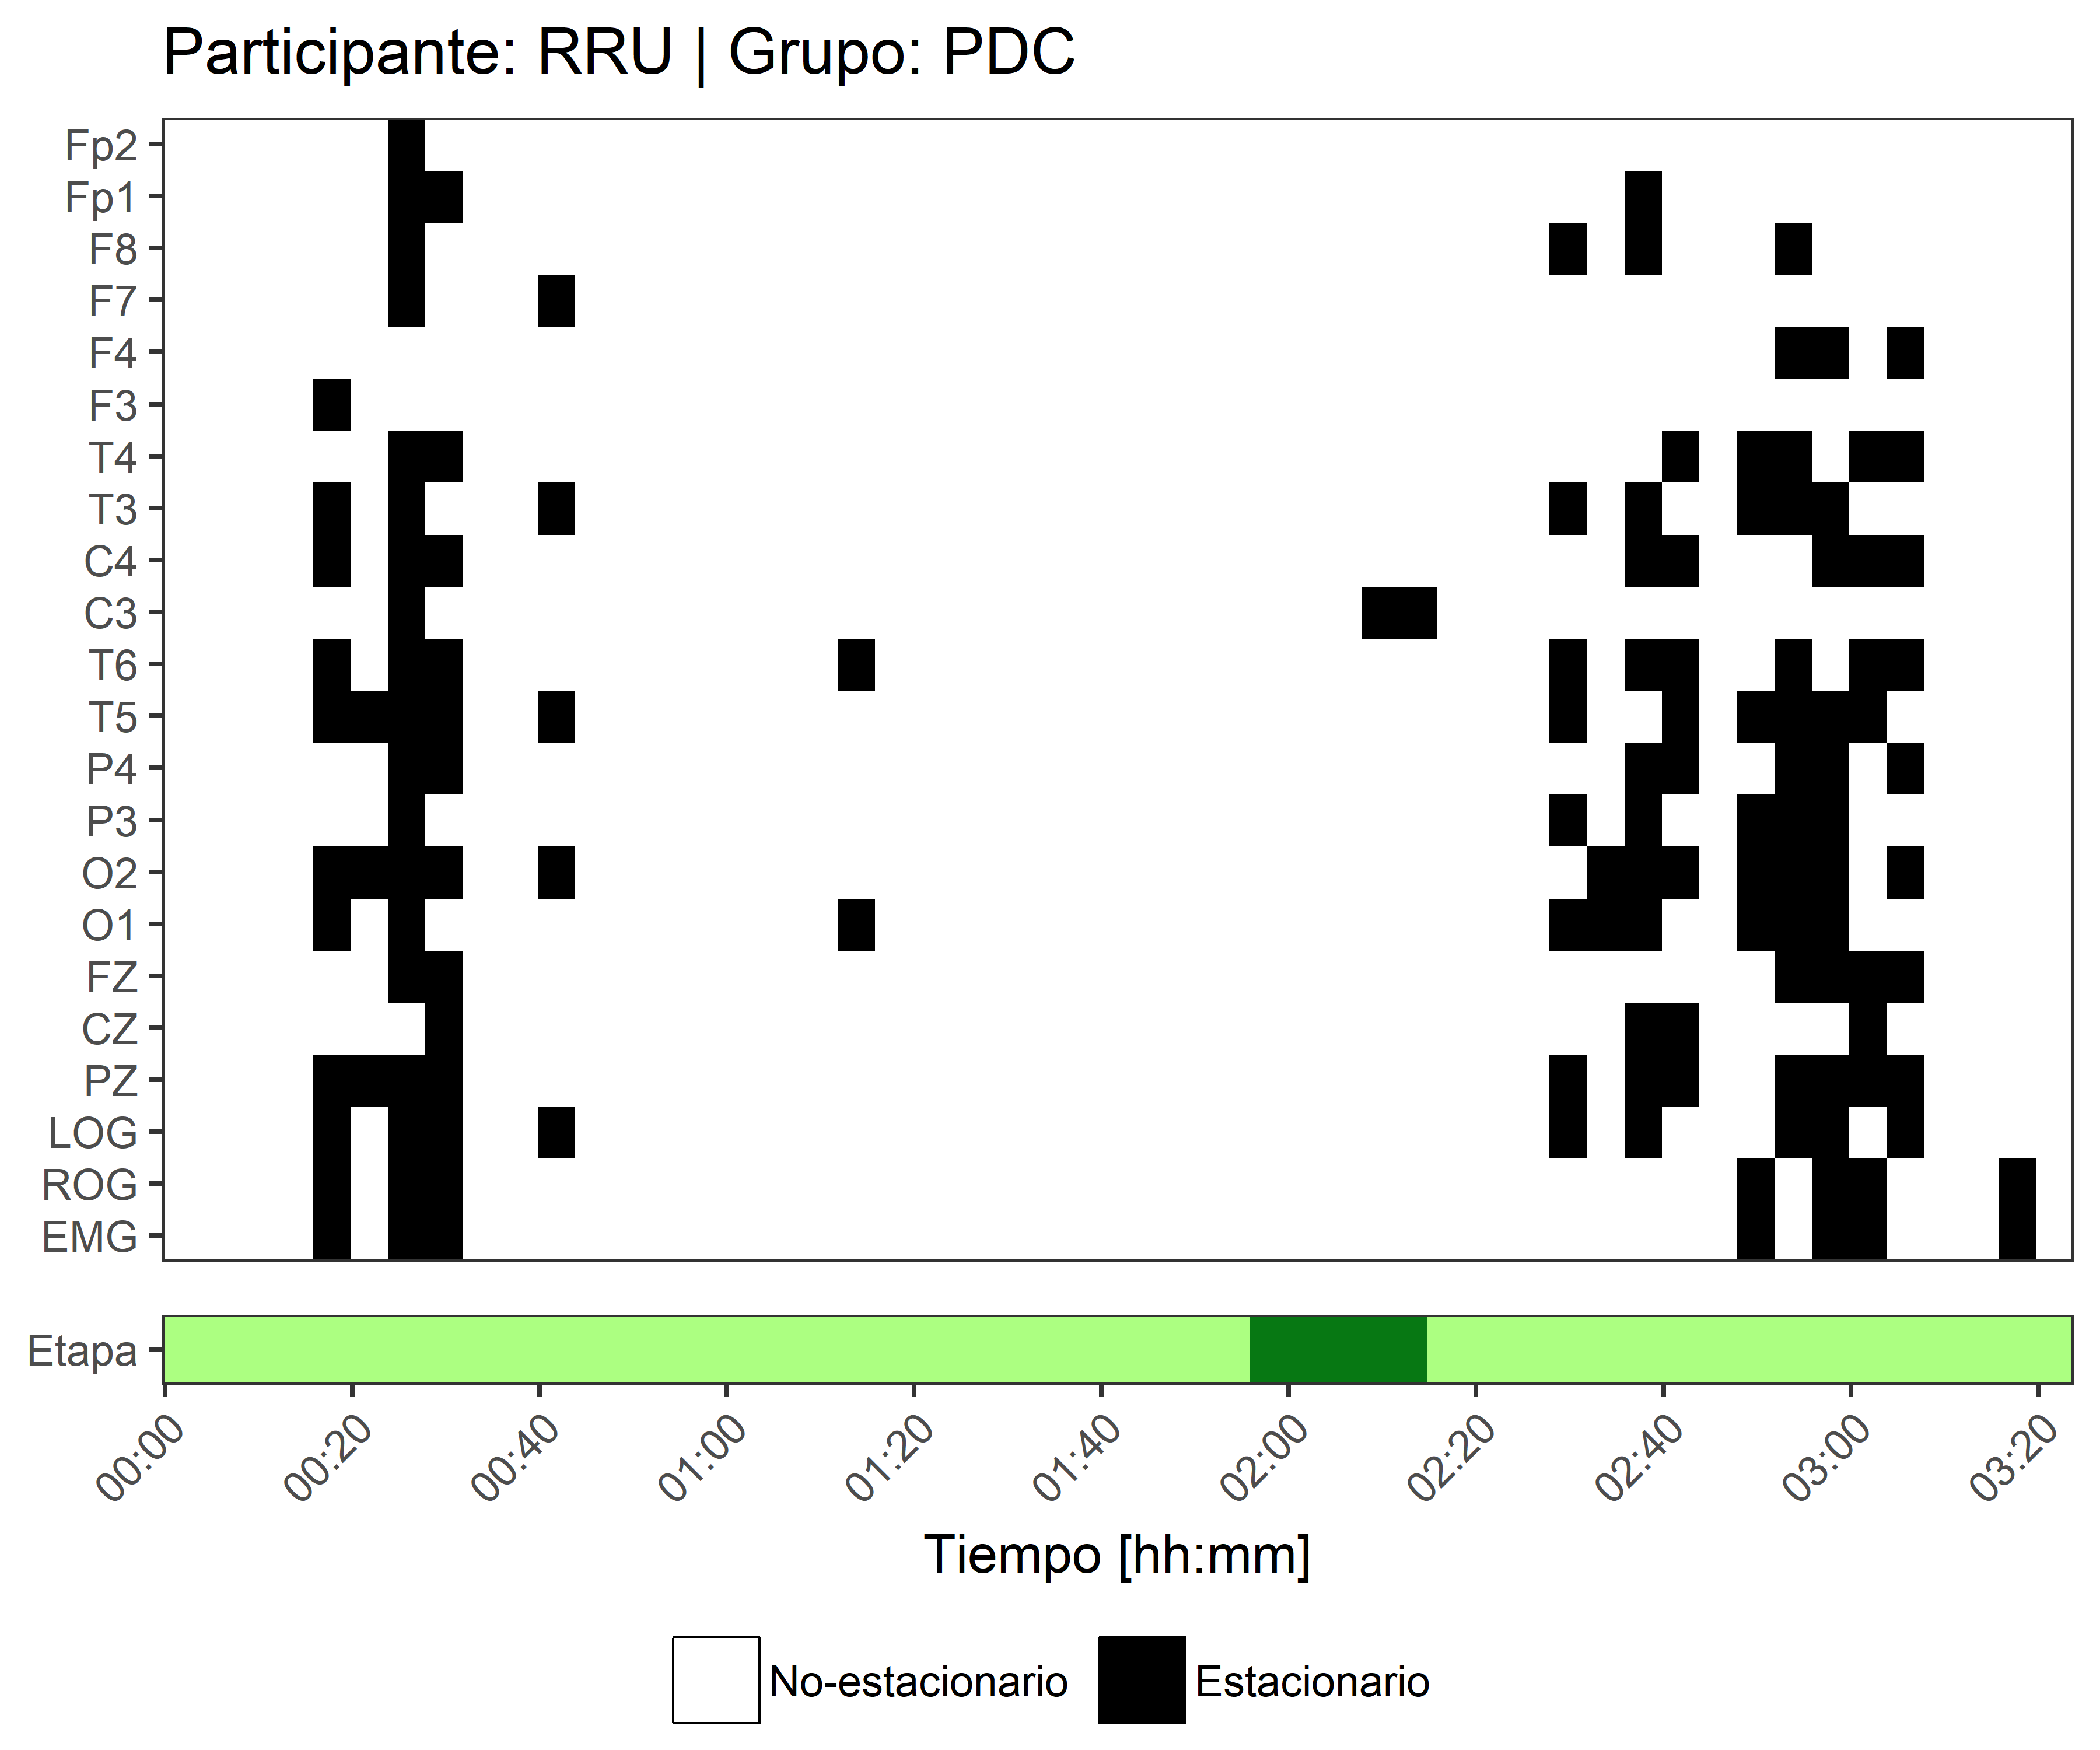 Participante: RRU | Grupo: PDC
Fp2
Fp1
F8
F7
F4
F3
T4
T3
C4
C3
T6
T5
P4
P3
O2
O1
FZ
CZ
PZ
LOG
ROG
EMG
Etapa
00:00 00:20 00:40 01:00 01:20 01:40 02:00 02:20 02:40 03:00 03:20
Tiempo [hh:mm]
No-estacionario Estacionario